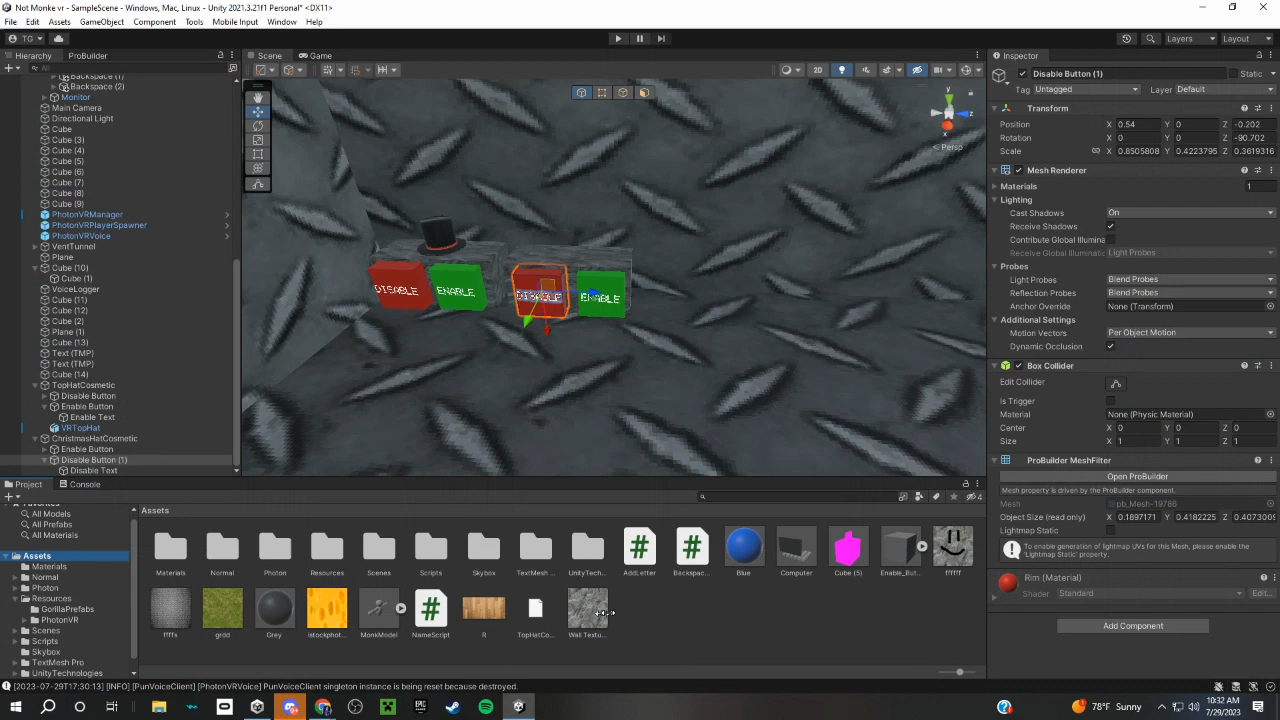 Not Monke vr - SampleScene - Windows, Mac, Linux - Unity 2021.3.21f1 Personal* <DX11>
File Edit Assets GameObject Component Tools Mobile Input Window Help
TG
Layers
Layout
Hierarchy
ProBuilder
All
Backspace (1)
Backspace (2)
Monitor
Main Camera
Directional Light
Cube
Cube (3)
Cube (4)
Cube (5)
Cube (6)
Cube (7)
Cube (8)
Cube (9)
PhotonVRManager
PhotonVRPlayerSpawner
PhotonVRVoice
VentTunnel
Plane
Cube (10)
Cube (1)
VoiceLogger
Cube (11)
Cube (12)
Cube (2)
Plane (1)
Cube (13)
Text (TMP)
Text (TMP)
Cube (14)
TopHatCosmetic
Disable Button
Enable Button
Enable Text
VRTopHat
ChristmasHatCosmetic
Enable Button
Disable Button (1)
Disable Text
Scene
Game
2D
y
z
x
Persp
DISABLE
ENABLE
DISABLE
ENABLE
Inspector
Disable Button (1)
Static
Tag Untagged Layer Default
Transform
Position X 0.54 Y 0 Z -0.202
Rotation X 0 Y 0 Z -90.702
Scale X 0.8505808 Y 0.4223795 Z 0.3619316
Mesh Renderer
Materials 1
Lighting
Cast Shadows On
Receive Shadows
Contribute Global Illumina
Receive Global Illuminatic Light Probes
Probes
Light Probes Blend Probes
Reflection Probes Blend Probes
Anchor Override None (Transform)
Additional Settings
Motion Vectors Per Object Motion
Dynamic Occlusion
Box Collider
Edit Collider
Is Trigger
Material None (Physic Material)
Center X 0 Y 0 Z 0
Size X 1 Y 1 Z 1
ProBuilder MeshFilter
Open ProBuilder
Mesh property is driven by the ProBuilder component.
Mesh pb_Mesh-19786
Object Size (read only) X 0.1897171 Y 0.4182225 Z 0.4073009
Lightmap Static
To enable generation of lightmap UVs for this Mesh, please enable the 'Lightmap Static' property.
Rim (Material)
Shader Standard Edit...
Add Component
Project
Console
4
Favorites
All Models
All Prefabs
All Materials
Assets
Materials
Normal
Photon
Resources
GorillaPrefabs
PhotonVR
Scenes
Scripts
Skybox
TextMesh Pro
UnityTechnologies
Assets
Materials Normal Photon Resources Scenes Scripts Skybox TextMesh ... UnityTech... AddLetter Backspac... Blue Computer Cube (5) Enable_But... ffffff
ffffs grdd Grey istockphot... MonkModel NameScript R TopHatCo... Wall Textu...
[2023-07-29T17:30:13] [INFO] [PunVoiceClient] [PhotonVRVoice] PunVoiceClient singleton instance is being reset because destroyed.
EPIC
78°F Sunny
10:32 AM
7/29/2023